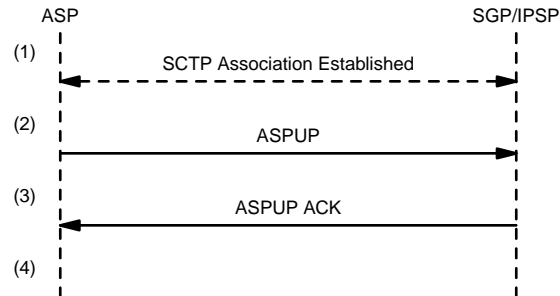 ASP SGP/IPSP
(1)
SCTP Association Established
(2)
ASPUP
(3)
ASPUP ACK
(4)